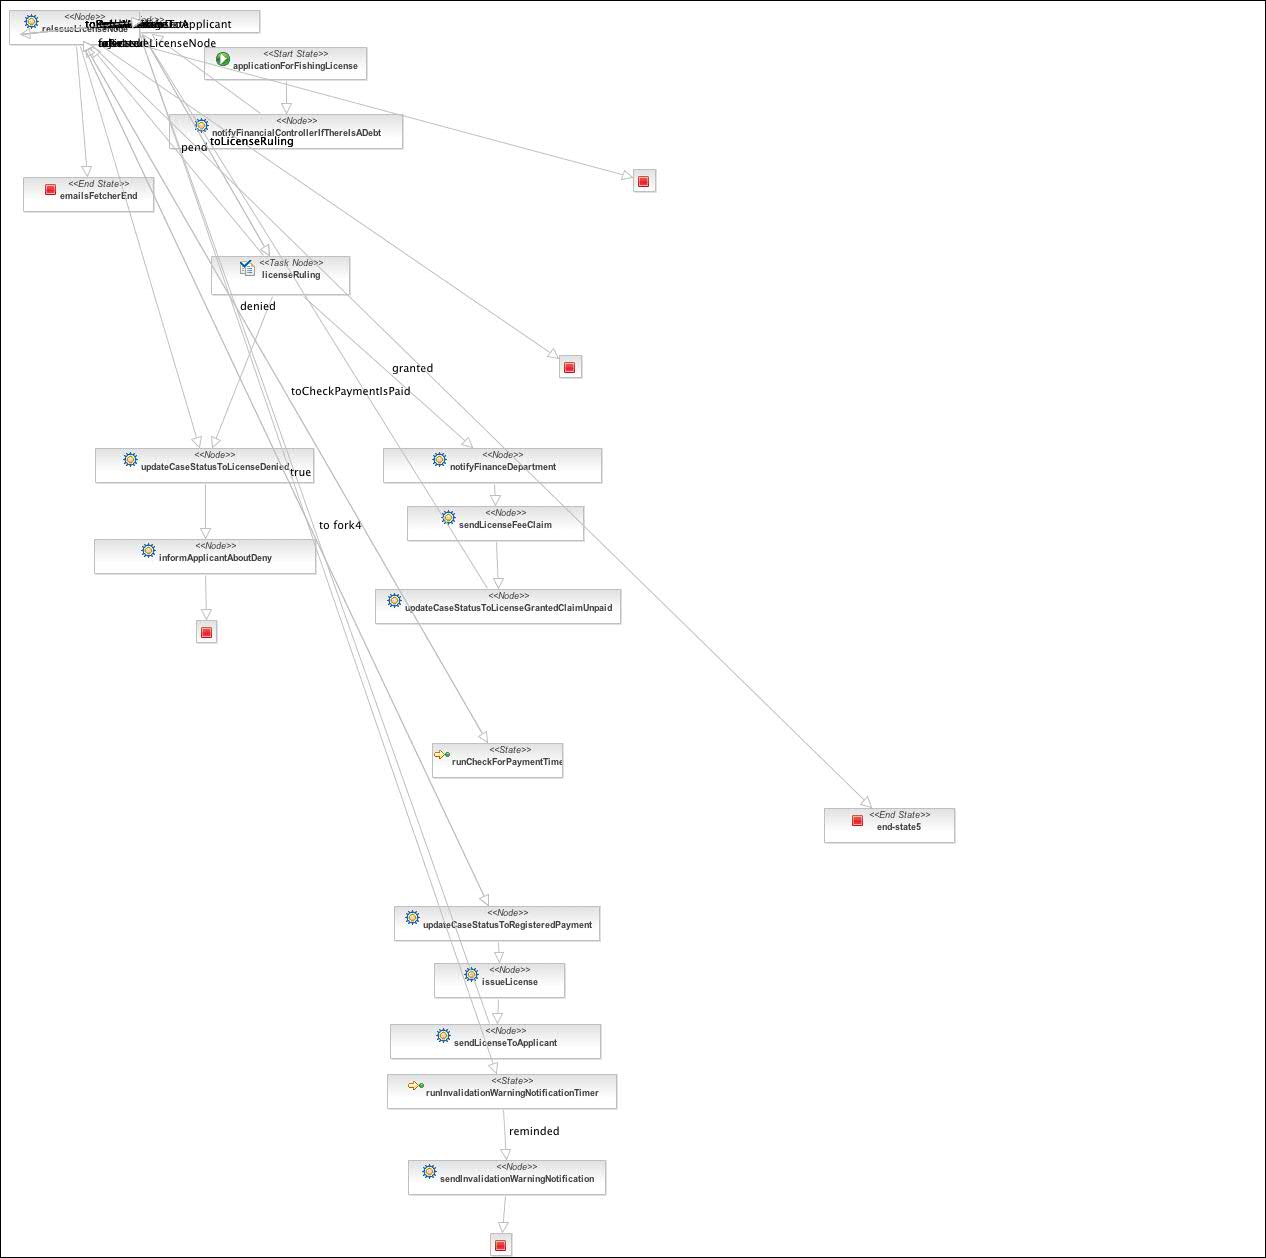 <<Node>>
reIssueLicenseNode
<<Start State>>
applicationForFishingLicense
<<Node>>
notifyFinancialControllerIfThereIsADebt
toLicenseRuling
pend
<<End State>>
emailsFetcherEnd
<<Task Node>>
licenseRuling
denied
granted
toCheckPaymentIsPaid
<<Node>>
updateCaseStatusToLicenseDenied
true
<<Node>>
notifyFinanceDepartment
<<Node>>
sendLicenseFeeClaim
to fork4
<<Node>>
informApplicantAboutDeny
<<Node>>
updateCaseStatusToLicenseGrantedClaimUnpaid
<<State>>
runCheckForPaymentTime
<<End State>>
end-state5
<<Node>>
updateCaseStatusToRegisteredPayment
<<Node>>
issueLicense
<<Node>>
sendLicenseToApplicant
<<State>>
runInvalidationWarningNotificationTimer
reminded
<<Node>>
sendInvalidationWarningNotification